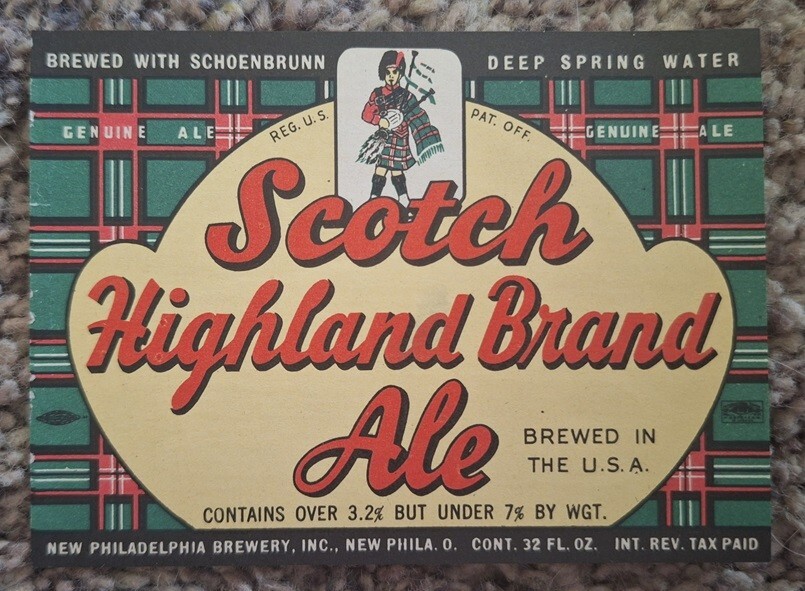 BREWED WITH SCHOENBRUNN DEEP SPRING WATER
GENUINE ALE REG. U.S. PAT. OFF. GENUINE ALE
Scotch
Highland Brand
Ale
BREWED IN
THE U.S.A.
CONTAINS OVER 3.2% BUT UNDER 7% BY WGT.
NEW PHILADELPHIA BREWERY, INC., NEW PHILA. O. CONT. 32 FL. OZ. INT. REV. TAX PAID